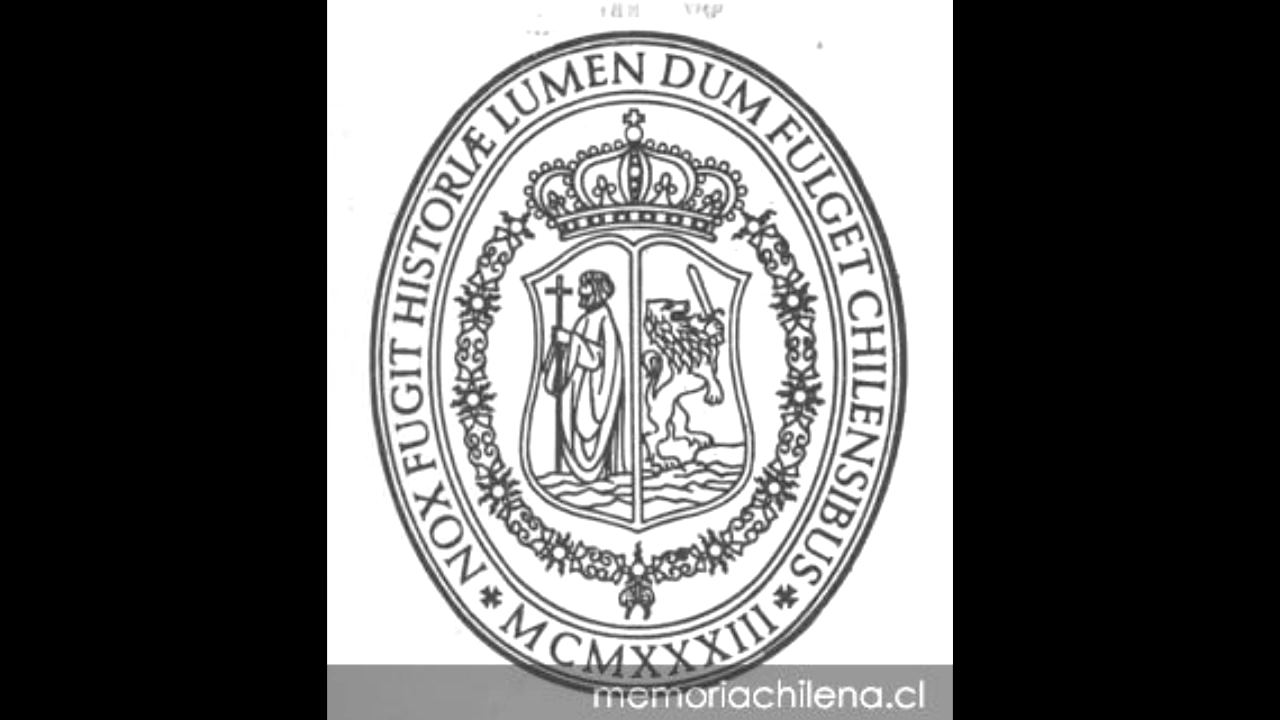 NOX FUGIT HISTORIÆ LUMEN DUM FULGET CHILENSIBUS
MCMXXXIII
memoriachilena.cl